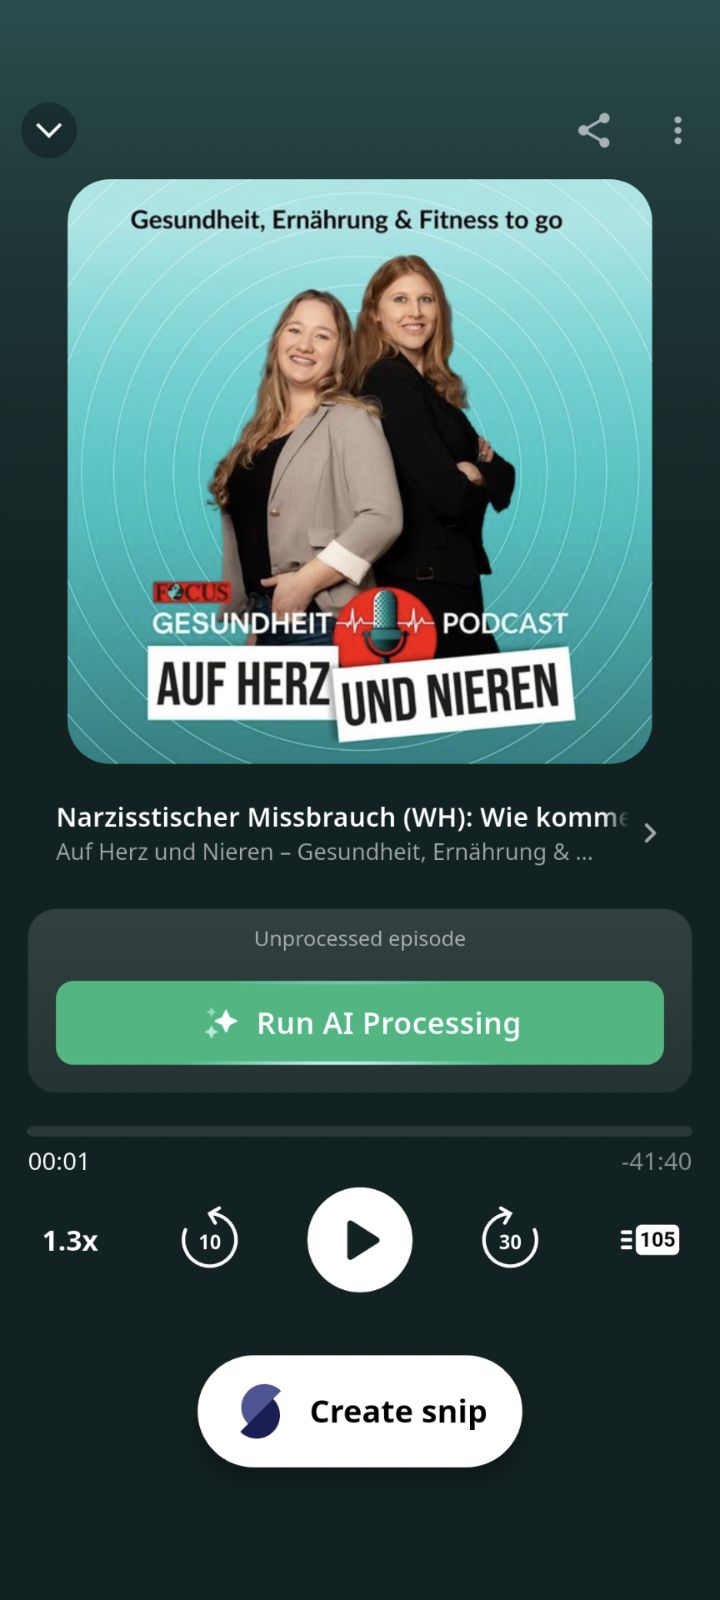 Gesundheit, Ernährung & Fitness to go
FOCUS
GESUNDHEIT PODCAST
AUF HERZ UND NIEREN
Narzisstischer Missbrauch (WH): Wie komme
Auf Herz und Nieren – Gesundheit, Ernährung & ...
Unprocessed episode
Run AI Processing
00:01 -41:40
1.3x 10 30 105
Create snip